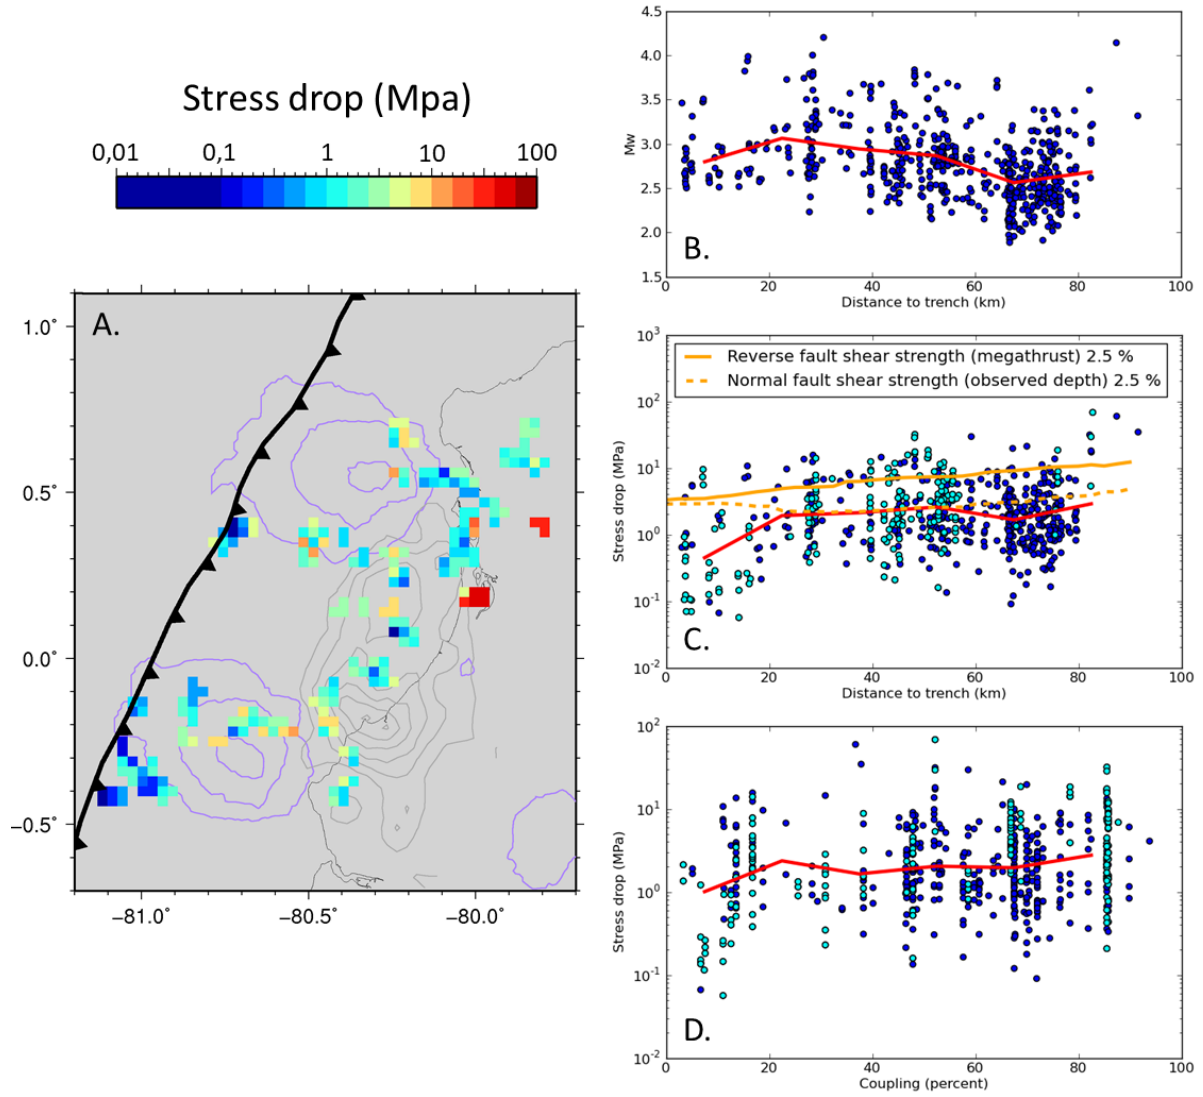 Stress drop (Mpa)
0,01 0,1 1 10 100
A.
1.0°
0.5°
0.0°
−0.5°
−81.0° −80.5° −80.0°
4.5
4.0
3.5
3.0
2.5
2.0
1.5
Mw
B.
0 20 40 60 80 100
Distance to trench (km)
10³
10²
10¹
10⁰
10⁻¹
10⁻²
Stress drop (MPa)
Reverse fault shear strength (megathrust) 2.5 %
Normal fault shear strength (observed depth) 2.5 %
C.
0 20 40 60 80 100
Distance to trench (km)
10²
10¹
10⁰
10⁻¹
10⁻²
Stress drop (MPa)
D.
0 20 40 60 80 100
Coupling (percent)